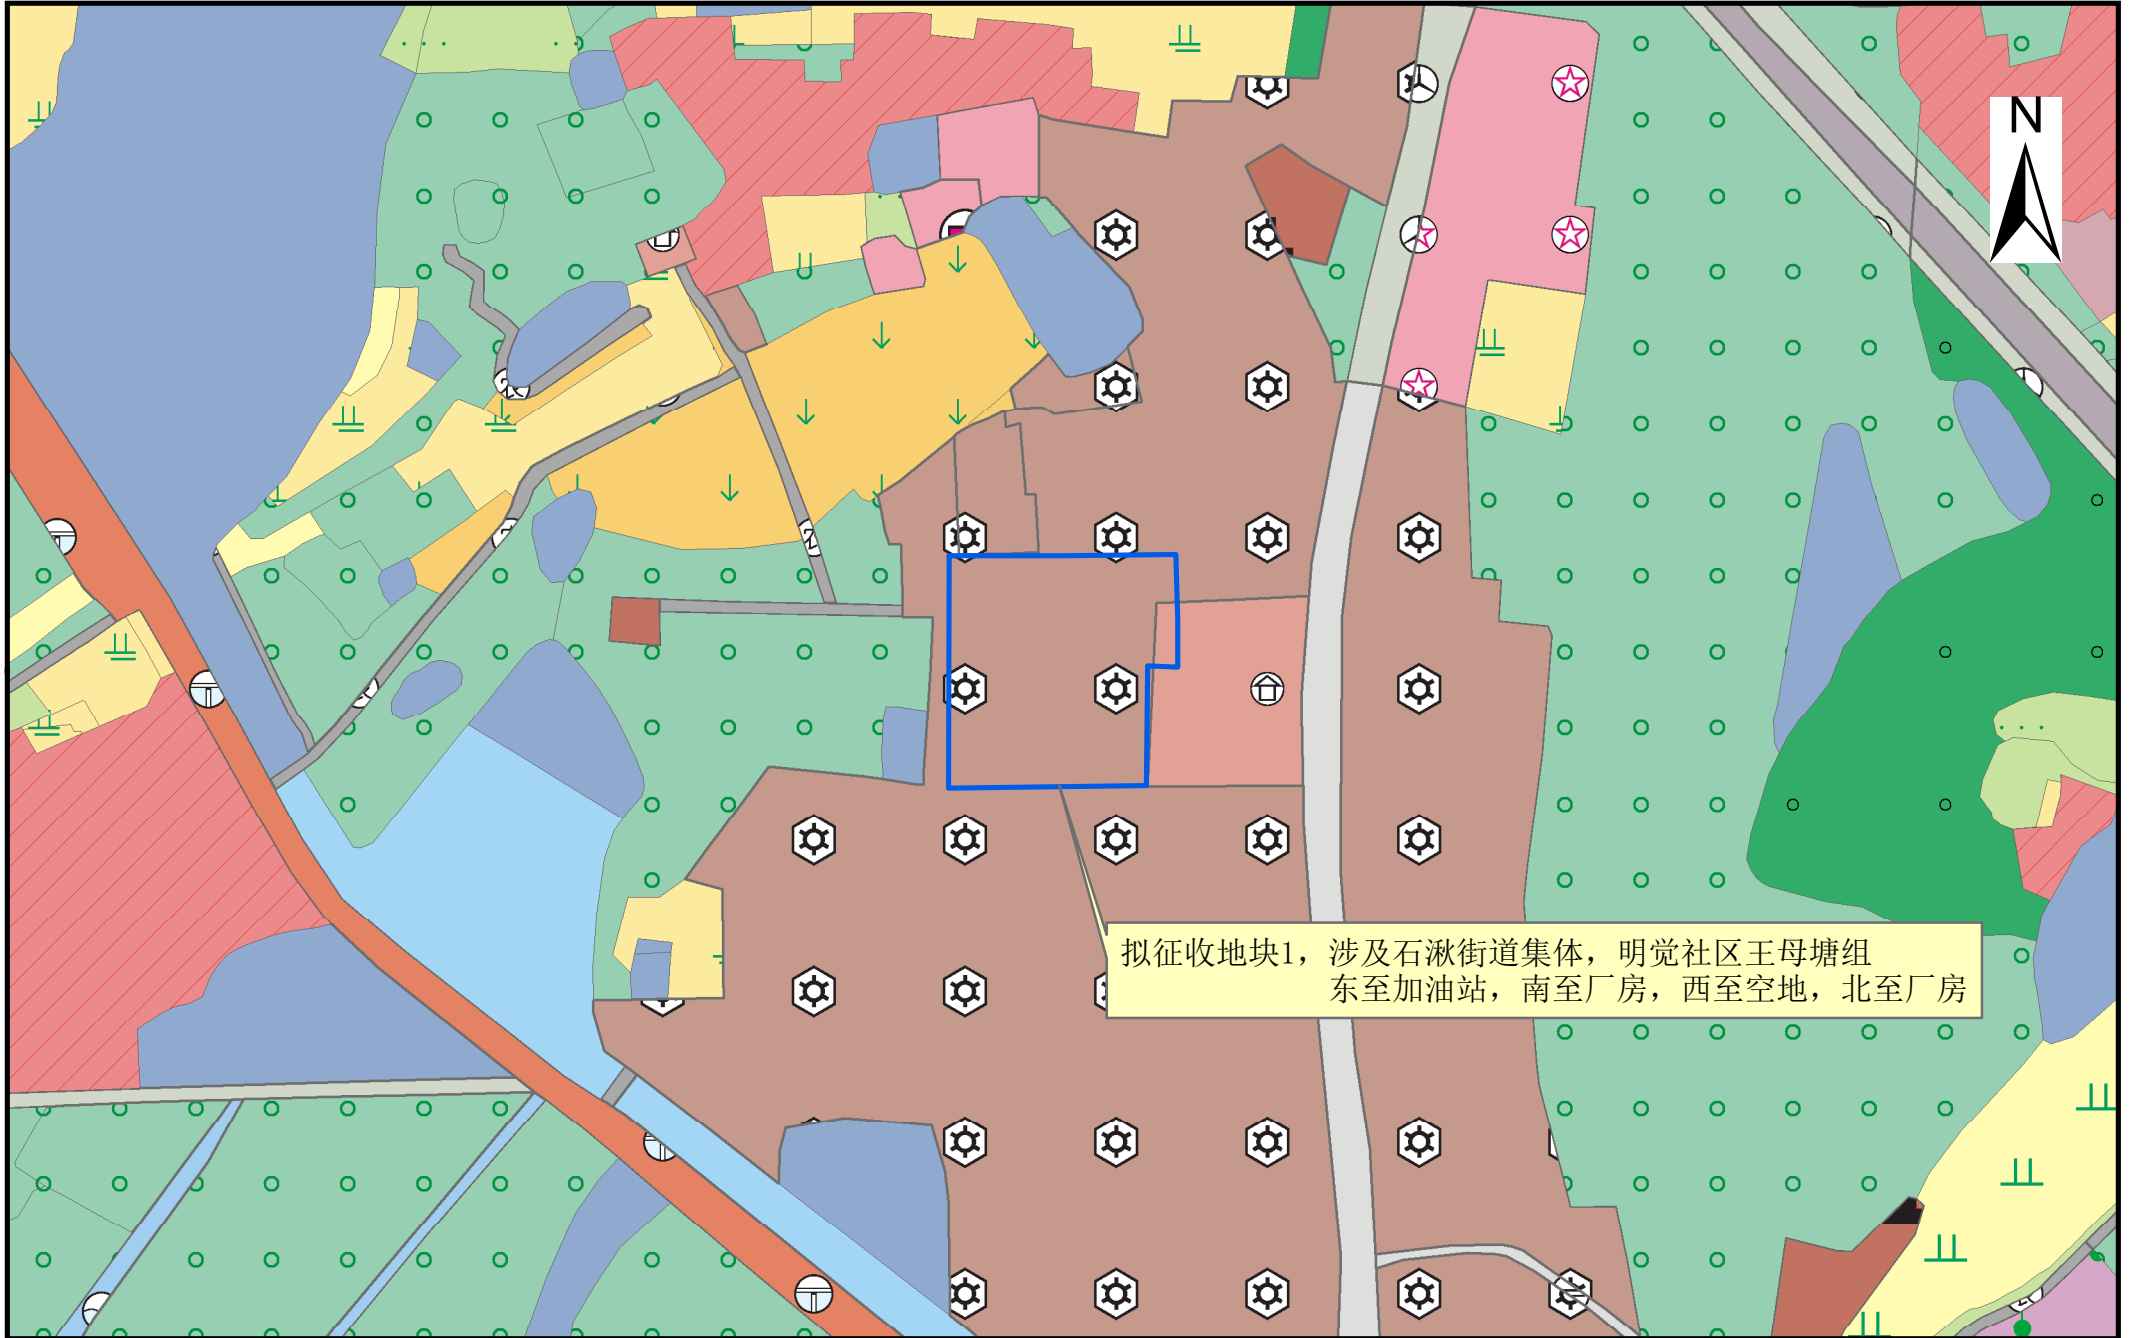 N
拟征收地块1，涉及石湫街道集体，明觉社区王母塘组
东至加油站，南至厂房，西至空地，北至厂房